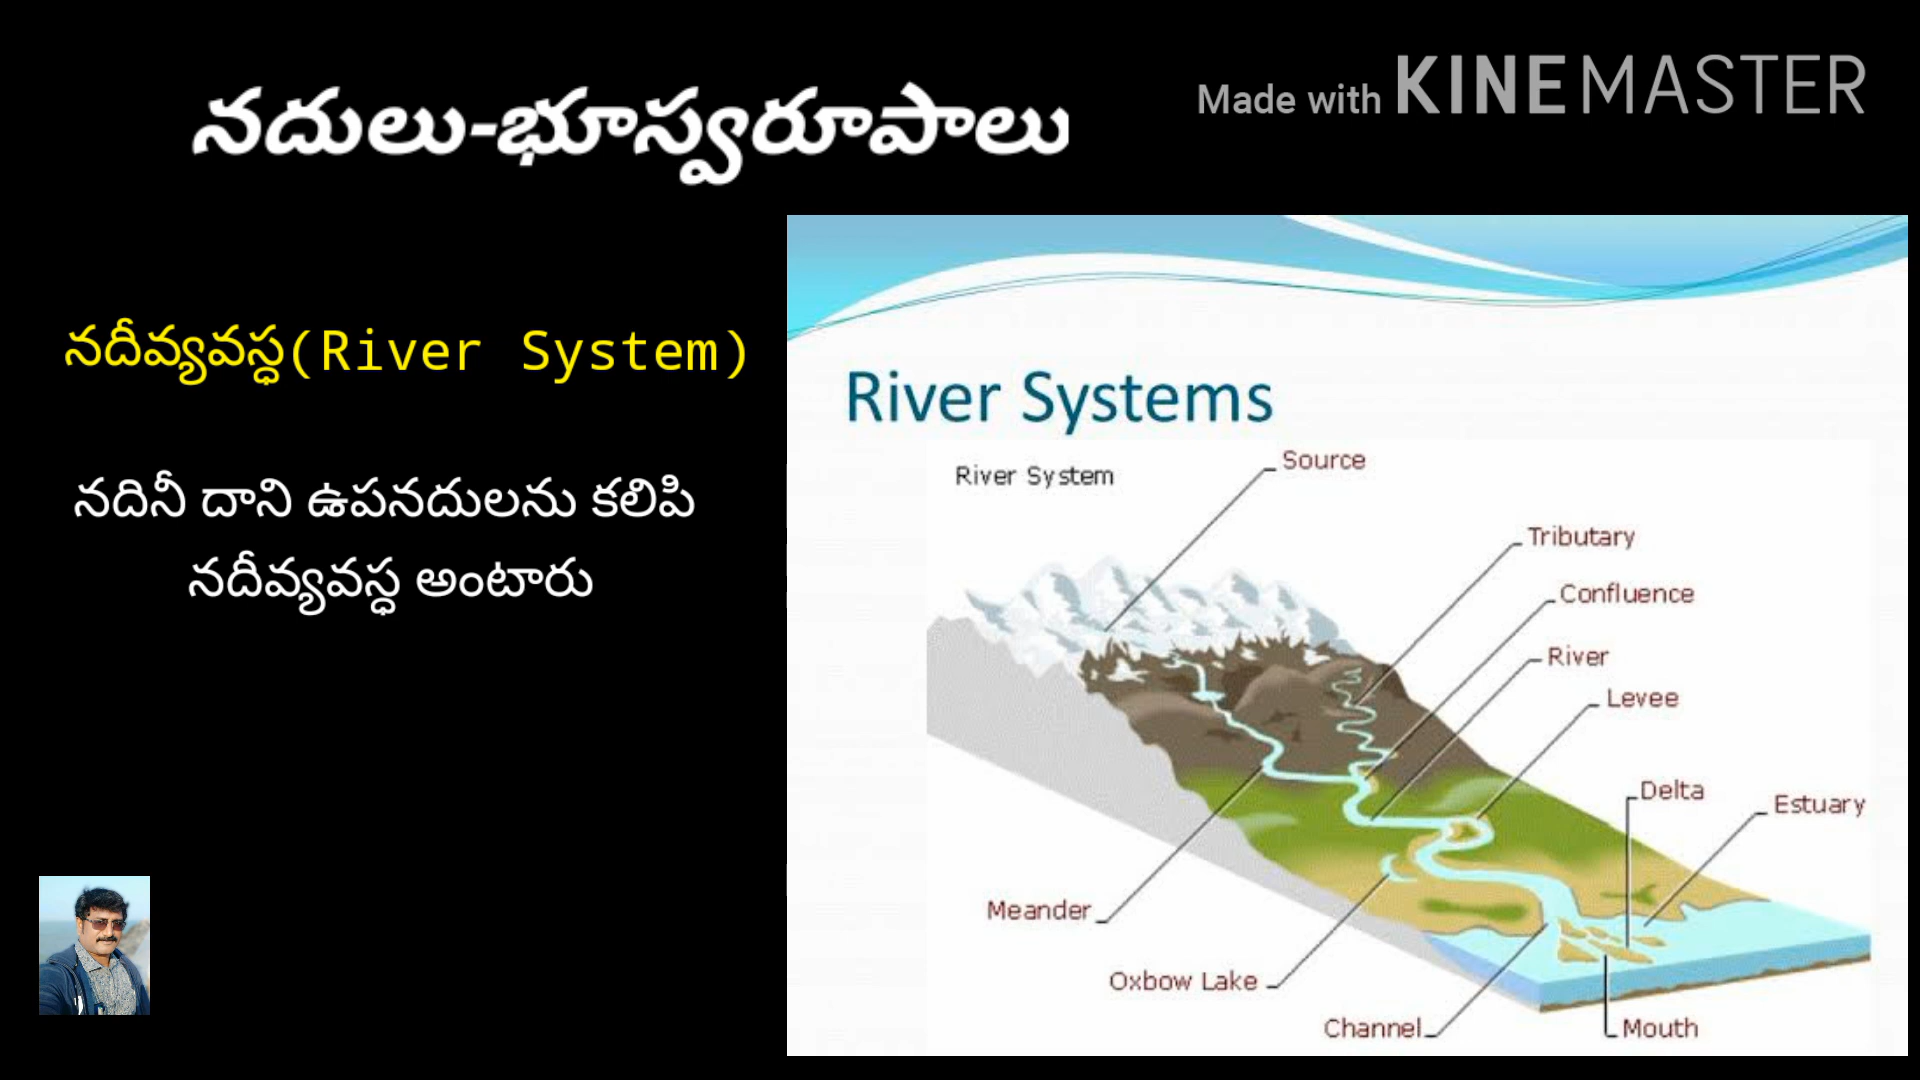 నదులు-భూస్వరూపాలు
Made with KINEMASTER
నదీవ్యవస్థ(River System)
నదినీ దాని ఉపనదులను కలిపి
నదీవ్యవస్థ అంటారు
River Systems
River System
Source
Tributary
Confluence
River
Levee
Delta
Estuary
Meander
Oxbow Lake
Channel
Mouth